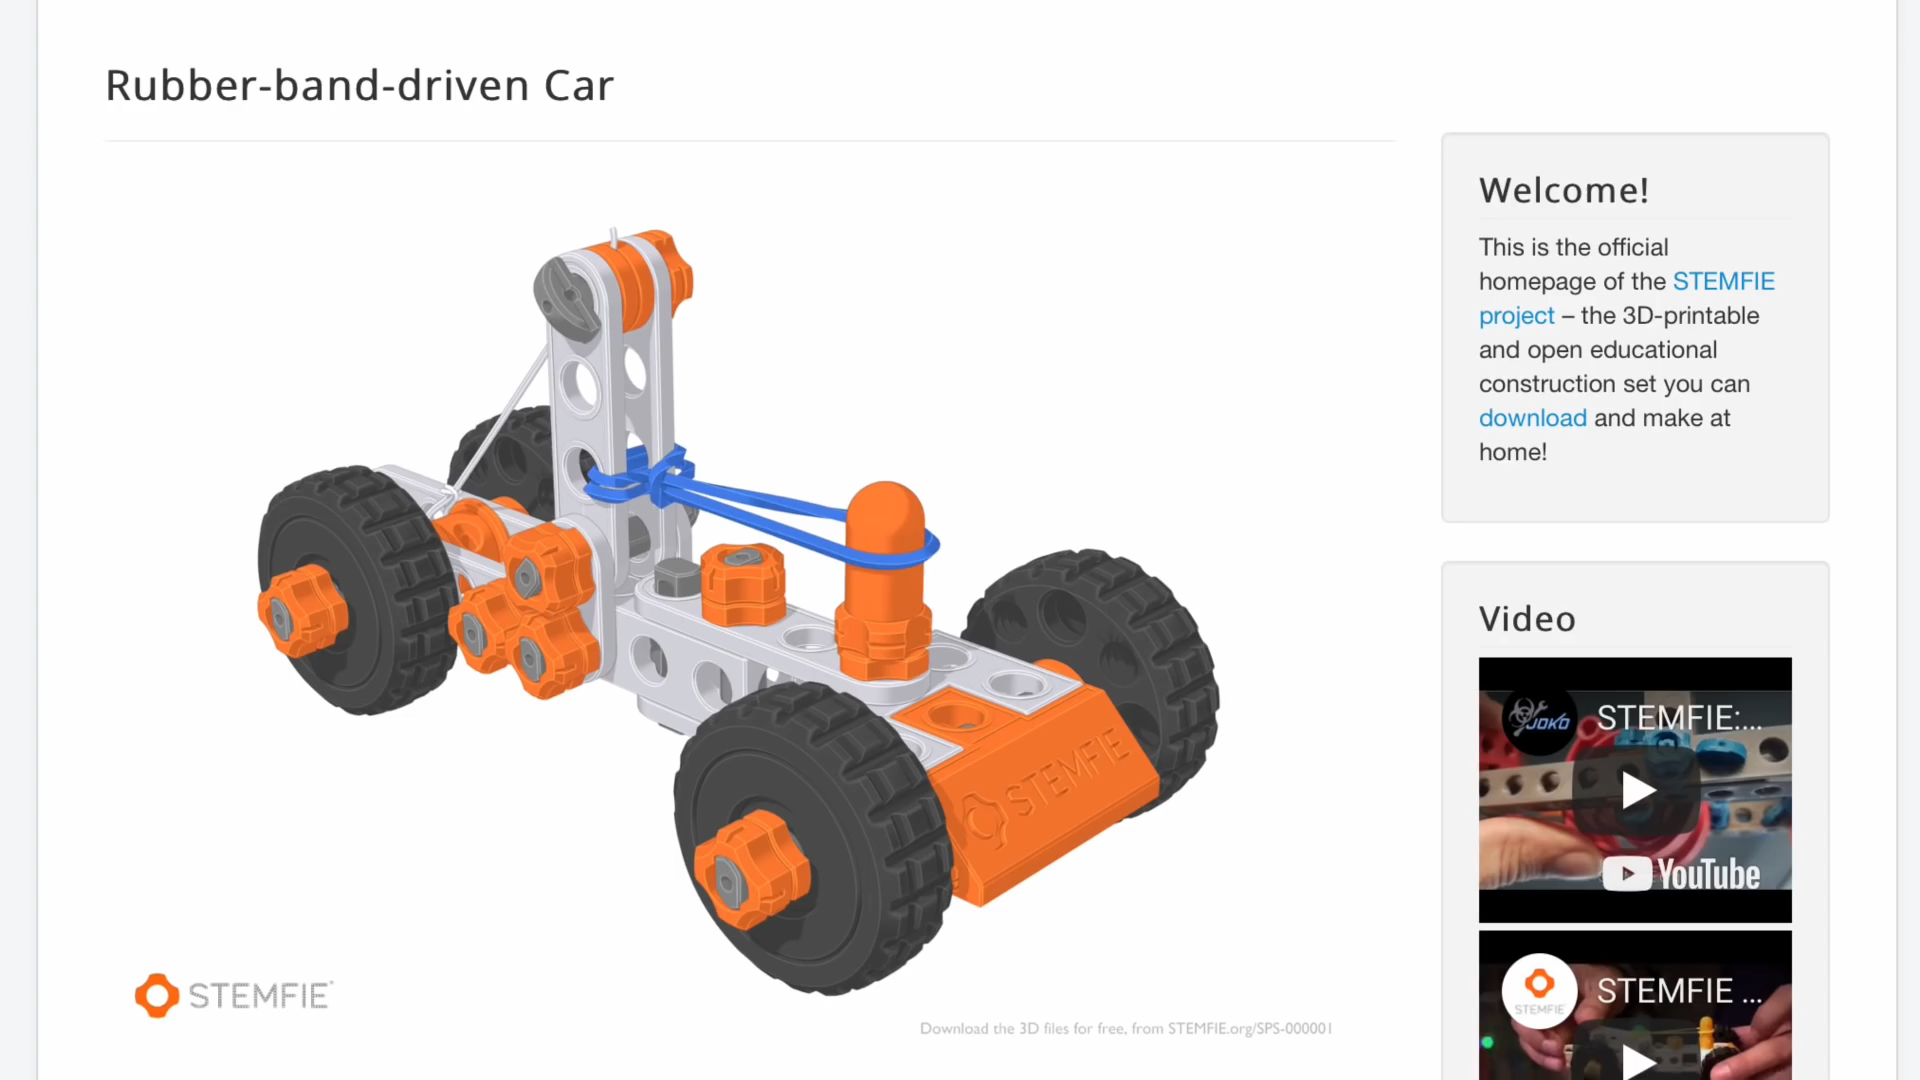 Rubber-band-driven Car
STEMFIE
STEMFIE
Download the 3D files for free, from STEMFIE.org/SPS-000001
Welcome!
This is the official
homepage of the STEMFIE
project – the 3D-printable
and open educational
construction set you can
download and make at
home!
Video
JOKO
STEMFIE:...
YouTube
STEMFIE
STEMFIE ...